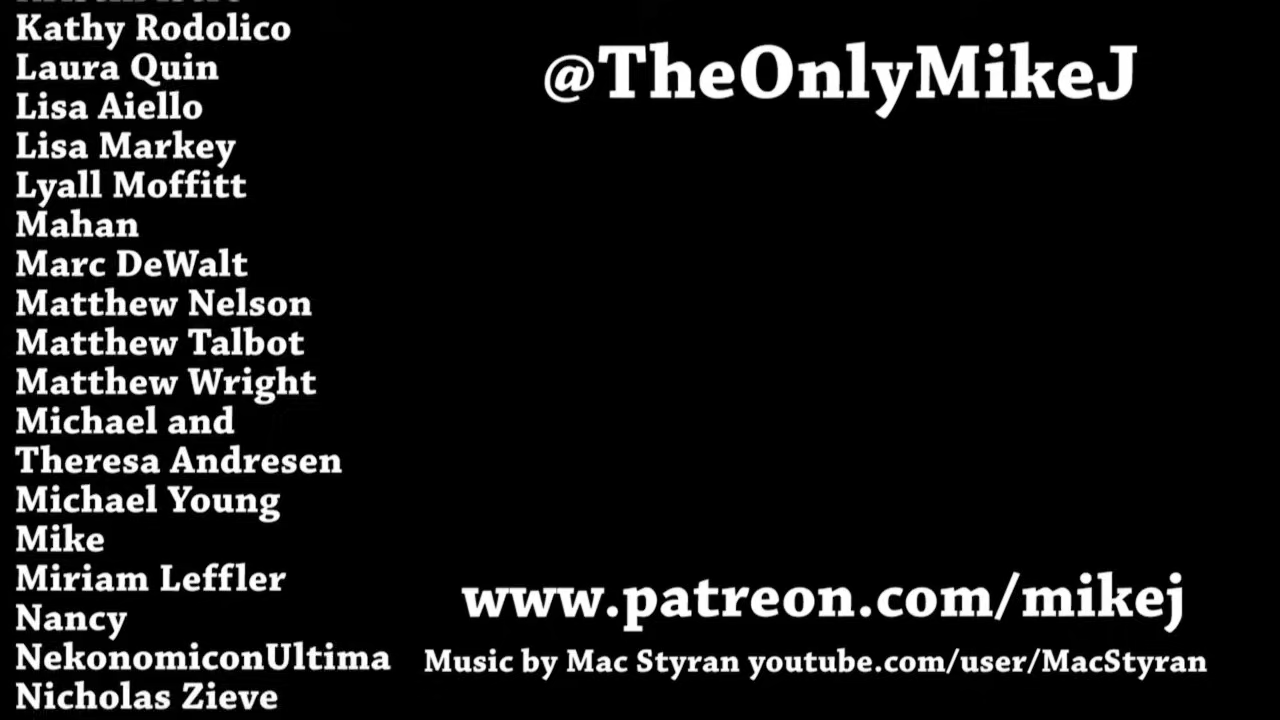 Kathy Rodolico
Laura Quin
Lisa Aiello
Lisa Markey
Lyall Moffitt
Mahan
Marc DeWalt
Matthew Nelson
Matthew Talbot
Matthew Wright
Michael and
Theresa Andresen
Michael Young
Mike
Miriam Leffler
Nancy
NekonomiconUltima
Nicholas Zieve
@TheOnlyMikeJ
www.patreon.com/mikej
Music by Mac Styran youtube.com/user/MacStyran